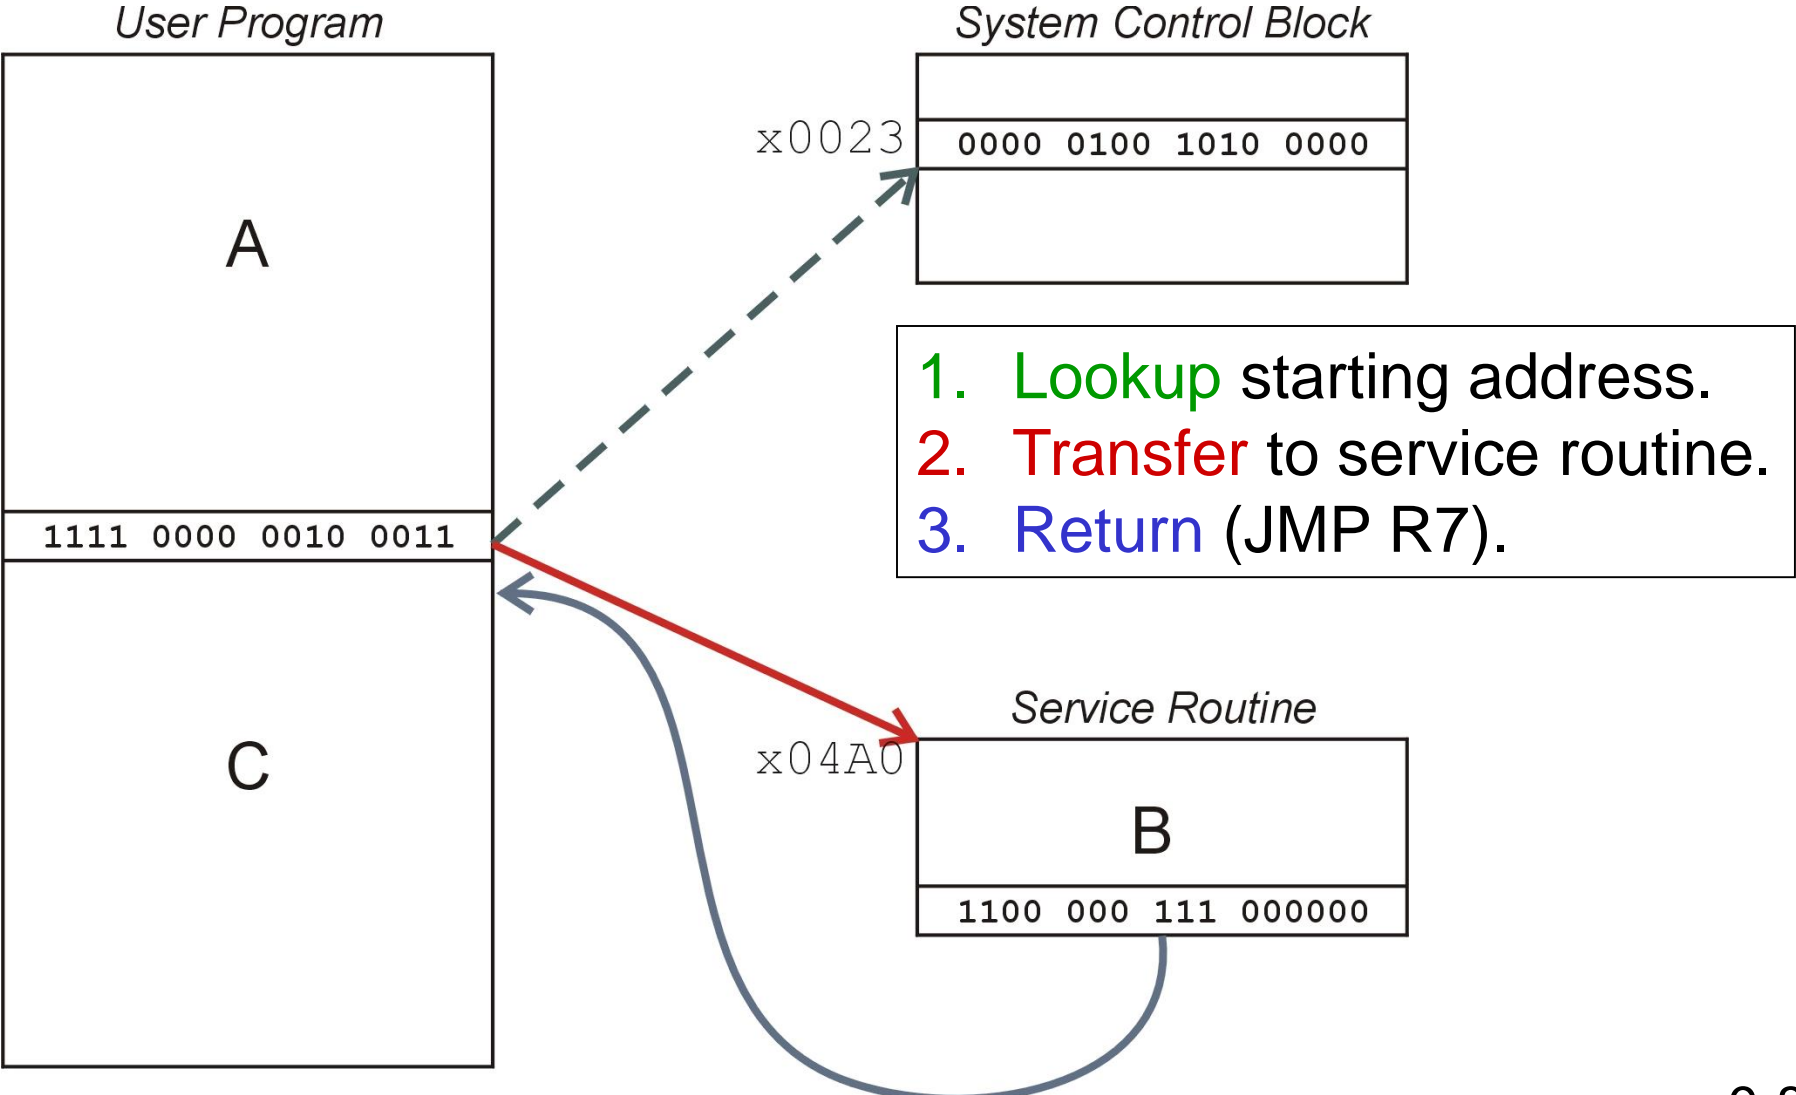 User Program
System Control Block
x0023
0000 0100 1010 0000
A
1. Lookup starting address.
2. Transfer to service routine.
3. Return (JMP R7).
1111 0000 0010 0011
C
Service Routine
x04A0
B
1100 000 111 000000